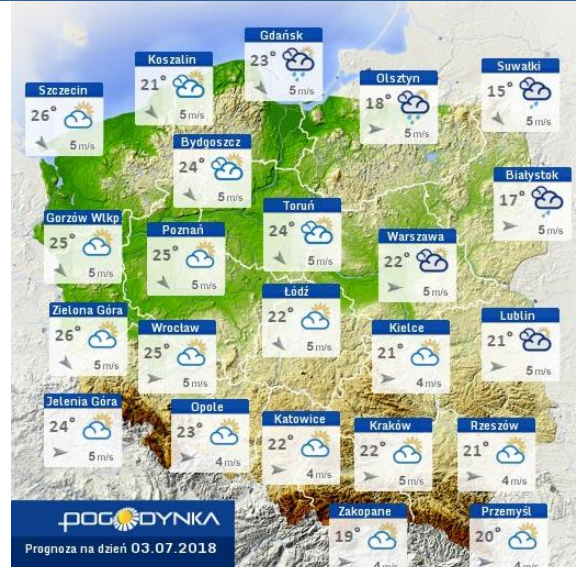 Gdańsk
23°
5 m/s
Koszalin
21°
5 m/s
Suwałki
15°
5 m/s
Olsztyn
18°
5 m/s
Szczecin
26°
5 m/s
Bydgoszcz
24°
5 m/s
Białystok
17°
5 m/s
Toruń
24°
5 m/s
Gorzów Wlkp
25°
5 m/s
Poznań
25°
5 m/s
Warszawa
22°
5 m/s
Łódź
22°
5 m/s
Zielona Góra
26°
5 m/s
Lublin
21°
5 m/s
Wrocław
25°
5 m/s
Kielce
21°
4 m/s
Jelenia Góra
24°
5 m/s
Opole
23°
4 m/s
Katowice
22°
4 m/s
Kraków
22°
5 m/s
Rzeszów
21°
4 m/s
Zakopane
19°
4 m/s
Przemyśl
20°
4 m/s
POGODYNKA
Prognoza na dzień 03.07.2018